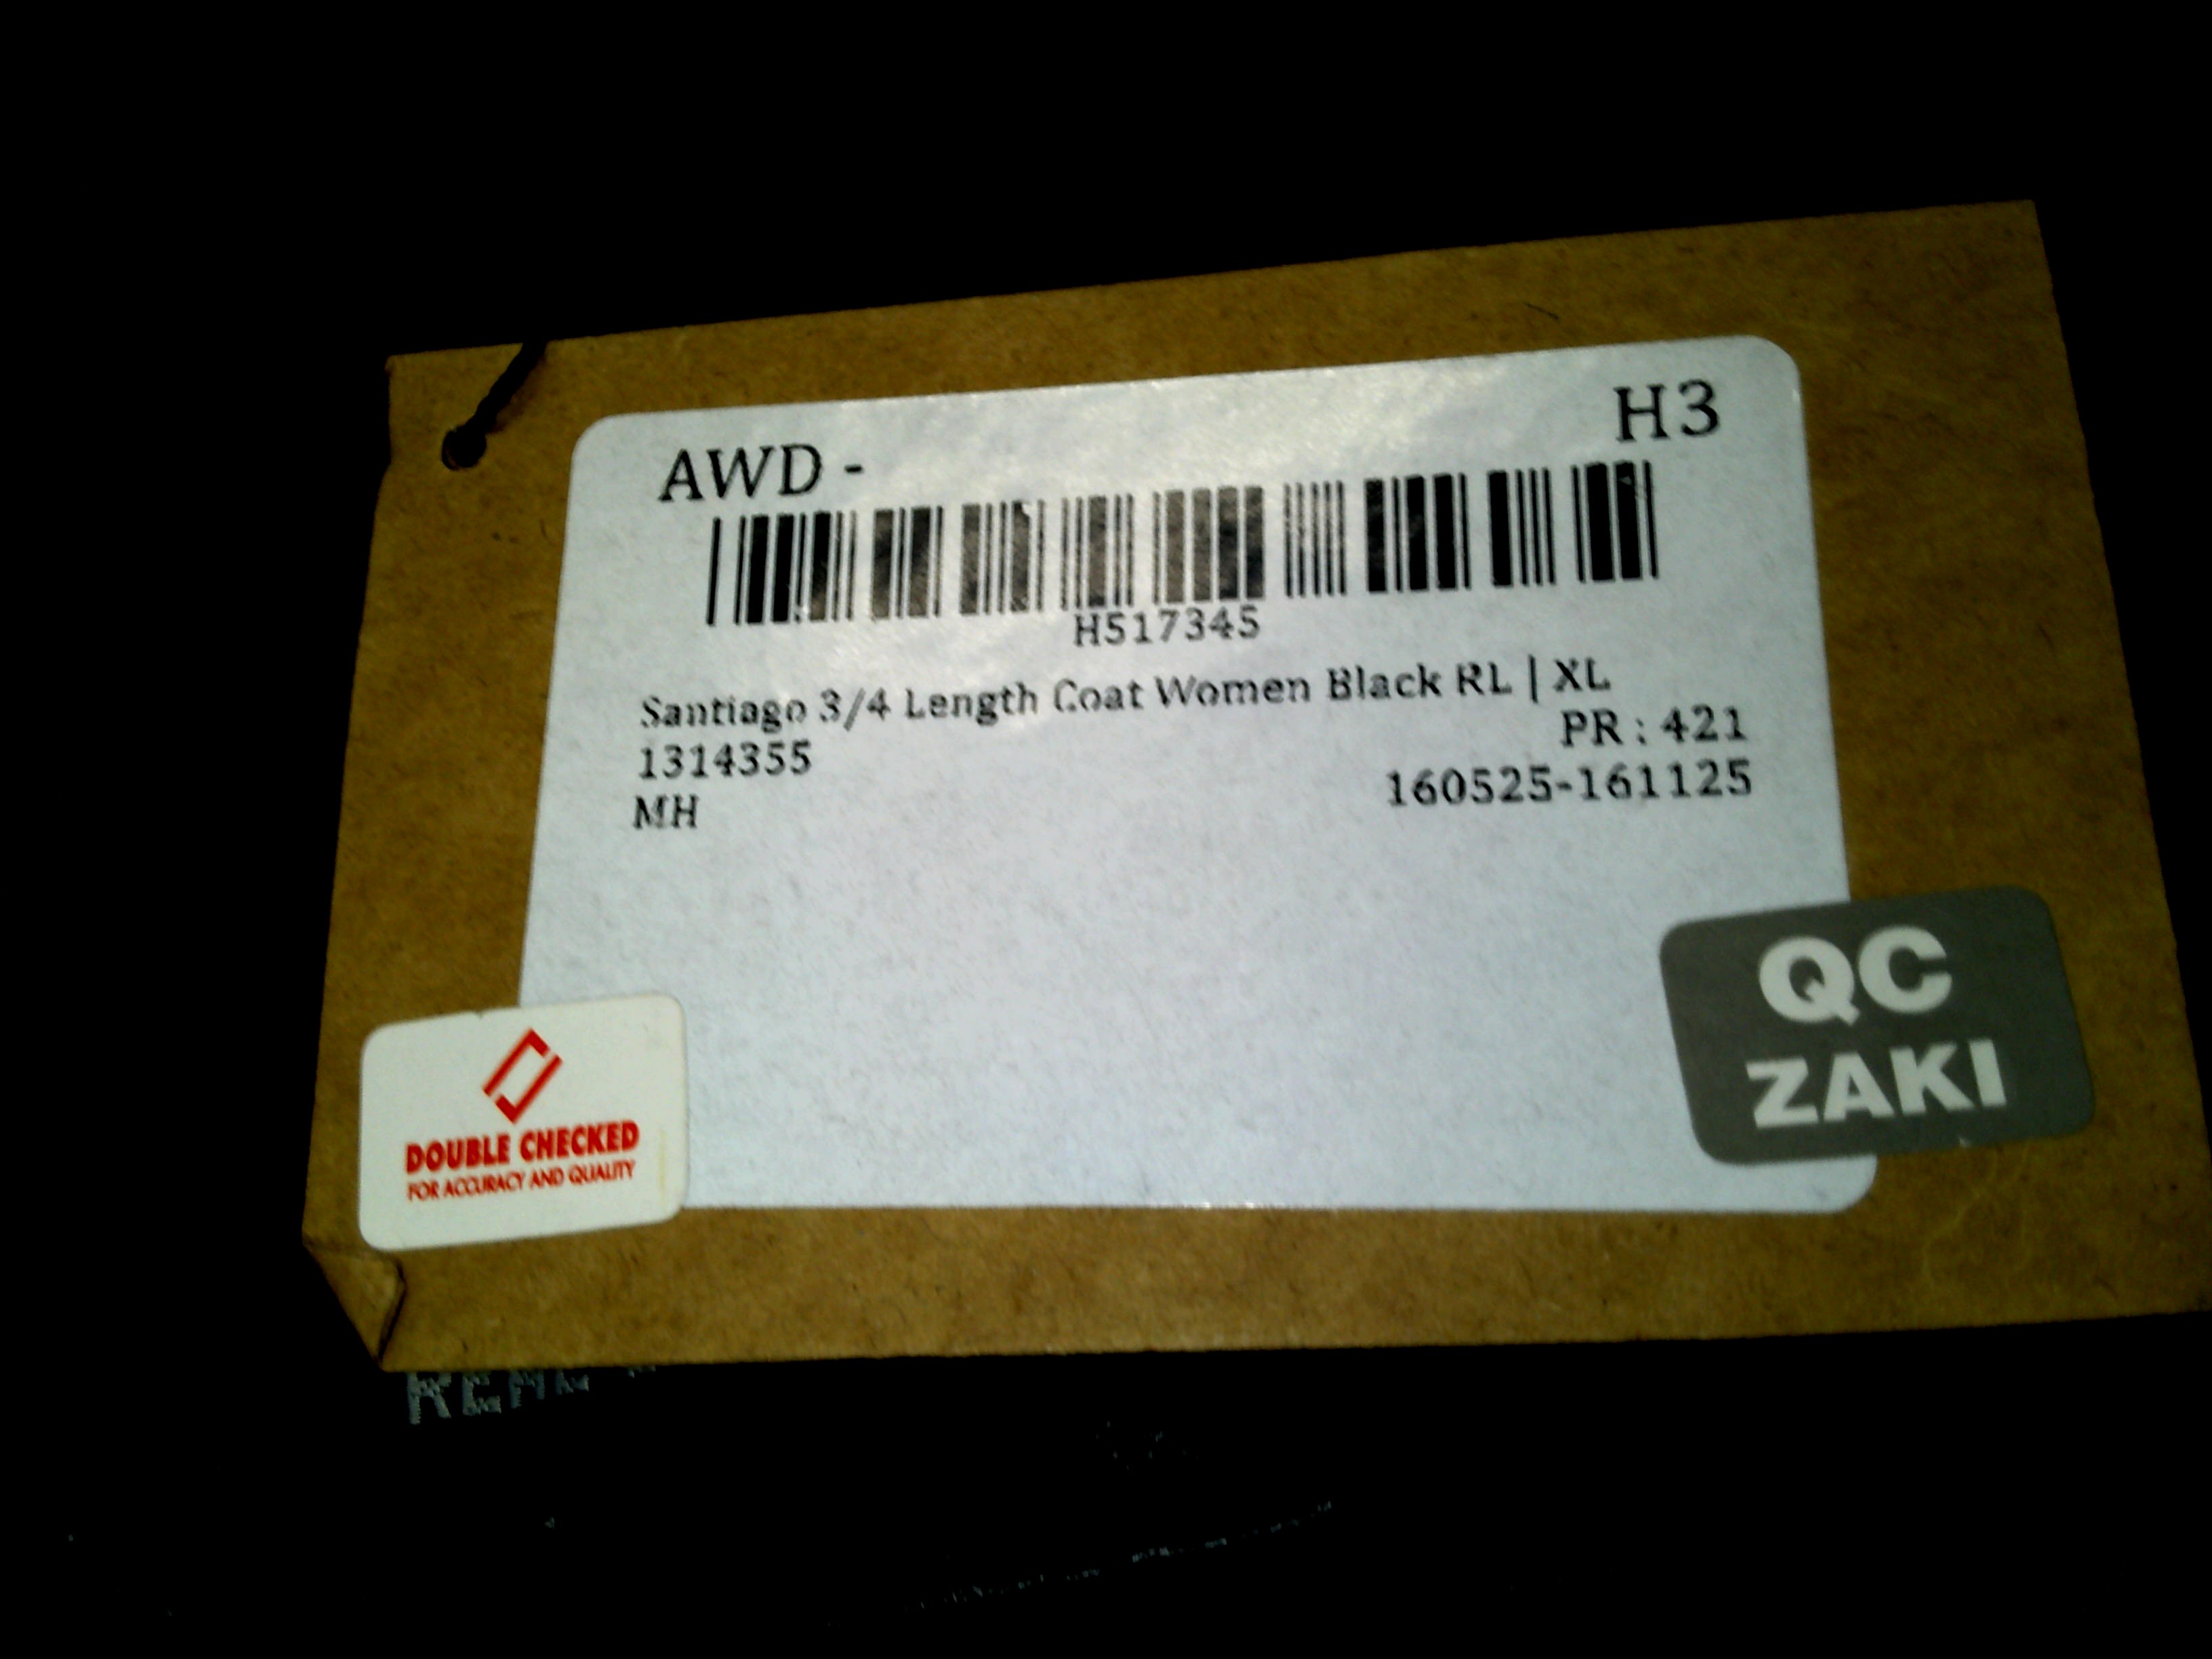 AWD -
H3
H517345
Santiago 3/4 Length Coat Women Black RL | XL
1314355
PR : 421
MH
160525-161125
QC
ZAKI
DOUBLE CHECKED
FOR ACCURACY AND QUALITY